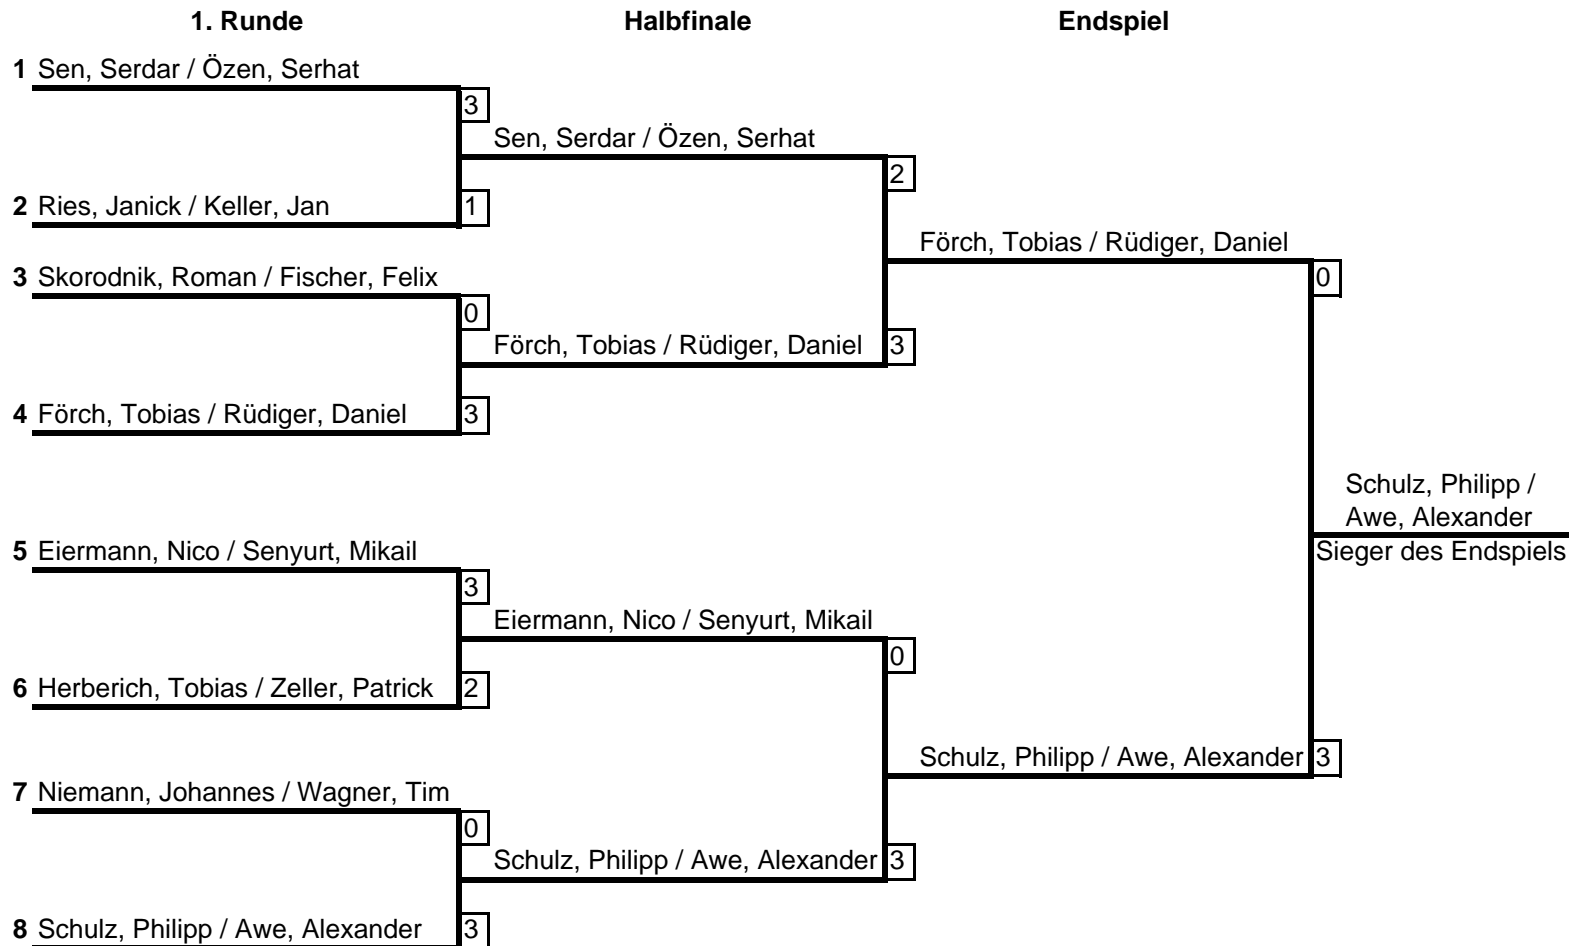 1. Runde Halbfinale Endspiel
1 Sen, Serdar / Özen, Serhat
3
Sen, Serdar / Özen, Serhat
2
2 Ries, Janick / Keller, Jan 1
Förch, Tobias / Rüdiger, Daniel
3 Skorodnik, Roman / Fischer, Felix 0
0
Förch, Tobias / Rüdiger, Daniel 3
4 Förch, Tobias / Rüdiger, Daniel 3
Schulz, Philipp /
Awe, Alexander
5 Eiermann, Nico / Senyurt, Mikail Sieger des Endspiels
3
Eiermann, Nico / Senyurt, Mikail
0
6 Herberich, Tobias / Zeller, Patrick 2
Schulz, Philipp / Awe, Alexander 3
7 Niemann, Johannes / Wagner, Tim
0
Schulz, Philipp / Awe, Alexander 3
8 Schulz, Philipp / Awe, Alexander 3